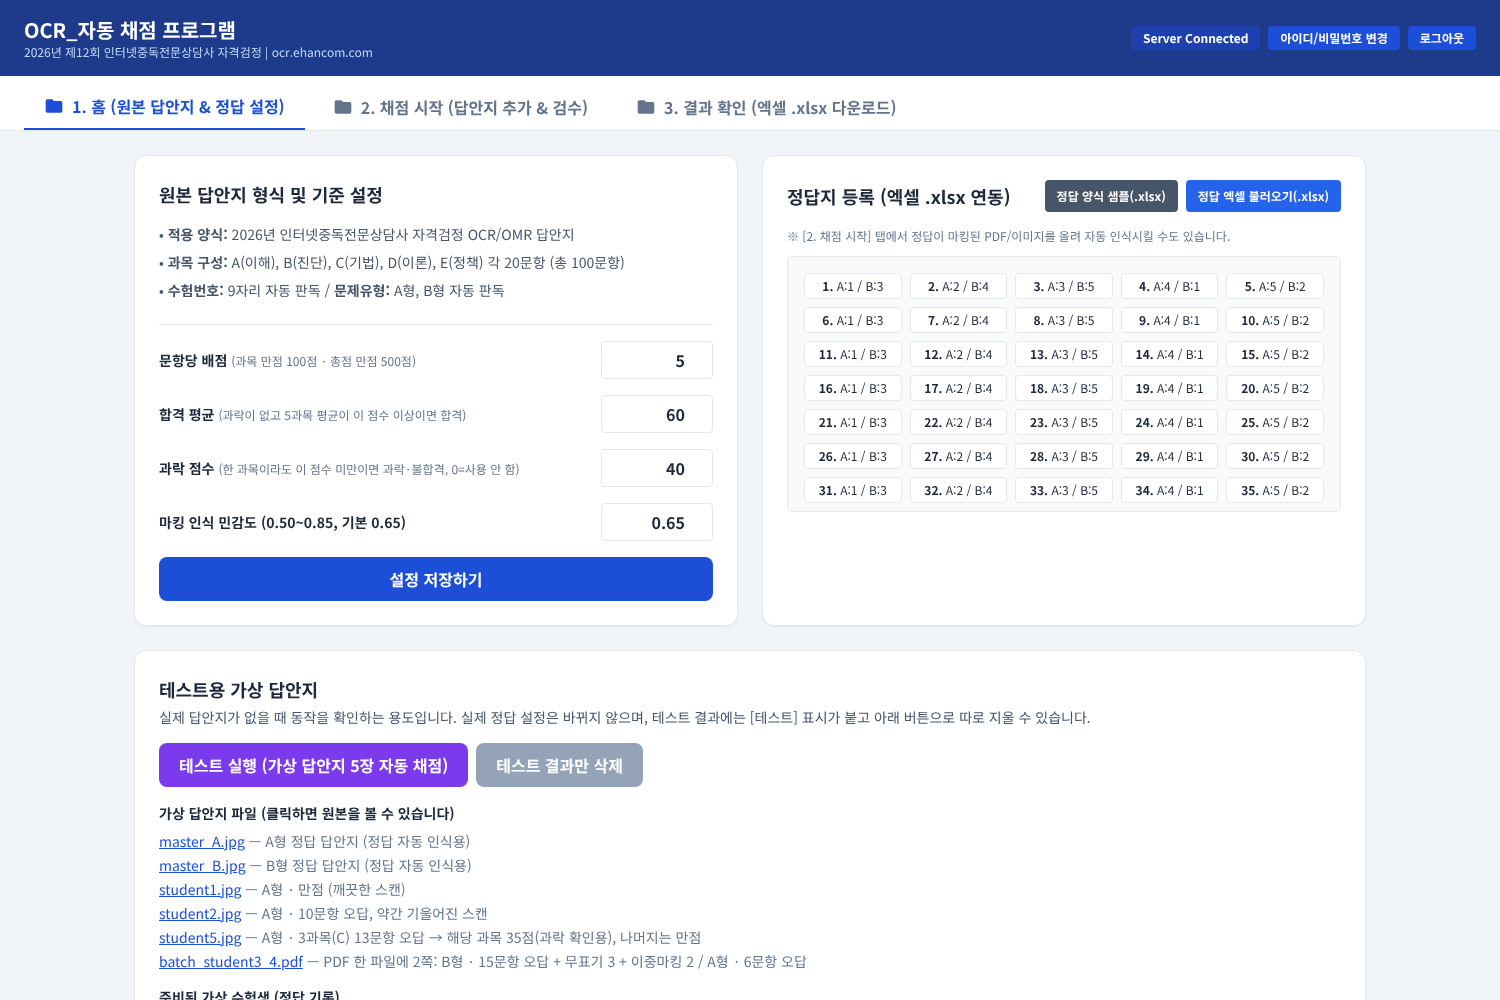 OCR_자동 채점 프로그램
2026년 제12회 인터넷중독전문상담사 자격검정 | ocr.ehancom.com
Server Connected
아이디/비밀번호 변경
로그아웃
1. 홈 (원본 답안지 & 정답 설정)
2. 채점 시작 (답안지 추가 & 검수)
3. 결과 확인 (엑셀 .xlsx 다운로드)
원본 답안지 형식 및 기준 설정
• 적용 양식: 2026년 인터넷중독전문상담사 자격검정 OCR/OMR 답안지
• 과목 구성: A(이해), B(진단), C(기법), D(이론), E(정책) 각 20문항 (총 100문항)
• 수험번호: 9자리 자동 판독 / 문제유형: A형, B형 자동 판독
문항당 배점 (과목 만점 100점 · 총점 만점 500점) 5
합격 평균 (과락이 없고 5과목 평균이 이 점수 이상이면 합격) 60
과락 점수 (한 과목이라도 이 점수 미만이면 과락·불합격, 0=사용 안 함) 40
마킹 인식 민감도 (0.50~0.85, 기본 0.65) 0.65
설정 저장하기
정답지 등록 (엑셀 .xlsx 연동)
정답 양식 샘플(.xlsx)
정답 엑셀 불러오기(.xlsx)
※ [2. 채점 시작] 탭에서 정답이 마킹된 PDF/이미지를 올려 자동 인식시킬 수도 있습니다.
1. A:1 / B:3 2. A:2 / B:4 3. A:3 / B:5 4. A:4 / B:1 5. A:5 / B:2
6. A:1 / B:3 7. A:2 / B:4 8. A:3 / B:5 9. A:4 / B:1 10. A:5 / B:2
11. A:1 / B:3 12. A:2 / B:4 13. A:3 / B:5 14. A:4 / B:1 15. A:5 / B:2
16. A:1 / B:3 17. A:2 / B:4 18. A:3 / B:5 19. A:4 / B:1 20. A:5 / B:2
21. A:1 / B:3 22. A:2 / B:4 23. A:3 / B:5 24. A:4 / B:1 25. A:5 / B:2
26. A:1 / B:3 27. A:2 / B:4 28. A:3 / B:5 29. A:4 / B:1 30. A:5 / B:2
31. A:1 / B:3 32. A:2 / B:4 33. A:3 / B:5 34. A:4 / B:1 35. A:5 / B:2
테스트용 가상 답안지
실제 답안지가 없을 때 동작을 확인하는 용도입니다. 실제 정답 설정은 바뀌지 않으며, 테스트 결과에는 [테스트] 표시가 붙고 아래 버튼으로 따로 지울 수 있습니다.
테스트 실행 (가상 답안지 5장 자동 채점)
테스트 결과만 삭제
가상 답안지 파일 (클릭하면 원본을 볼 수 있습니다)
master_A.jpg — A형 정답 답안지 (정답 자동 인식용)
master_B.jpg — B형 정답 답안지 (정답 자동 인식용)
student1.jpg — A형 · 만점 (깨끗한 스캔)
student2.jpg — A형 · 10문항 오답, 약간 기울어진 스캔
student5.jpg — A형 · 3과목(C) 13문항 오답 → 해당 과목 35점(과락 확인용), 나머지는 만점
batch_student3_4.pdf — PDF 한 파일에 2쪽: B형 · 15문항 오답 + 무표기 3 + 이중마킹 2 / A형 · 6문항 오답
준비된 가상 수험생 (정답 기록)